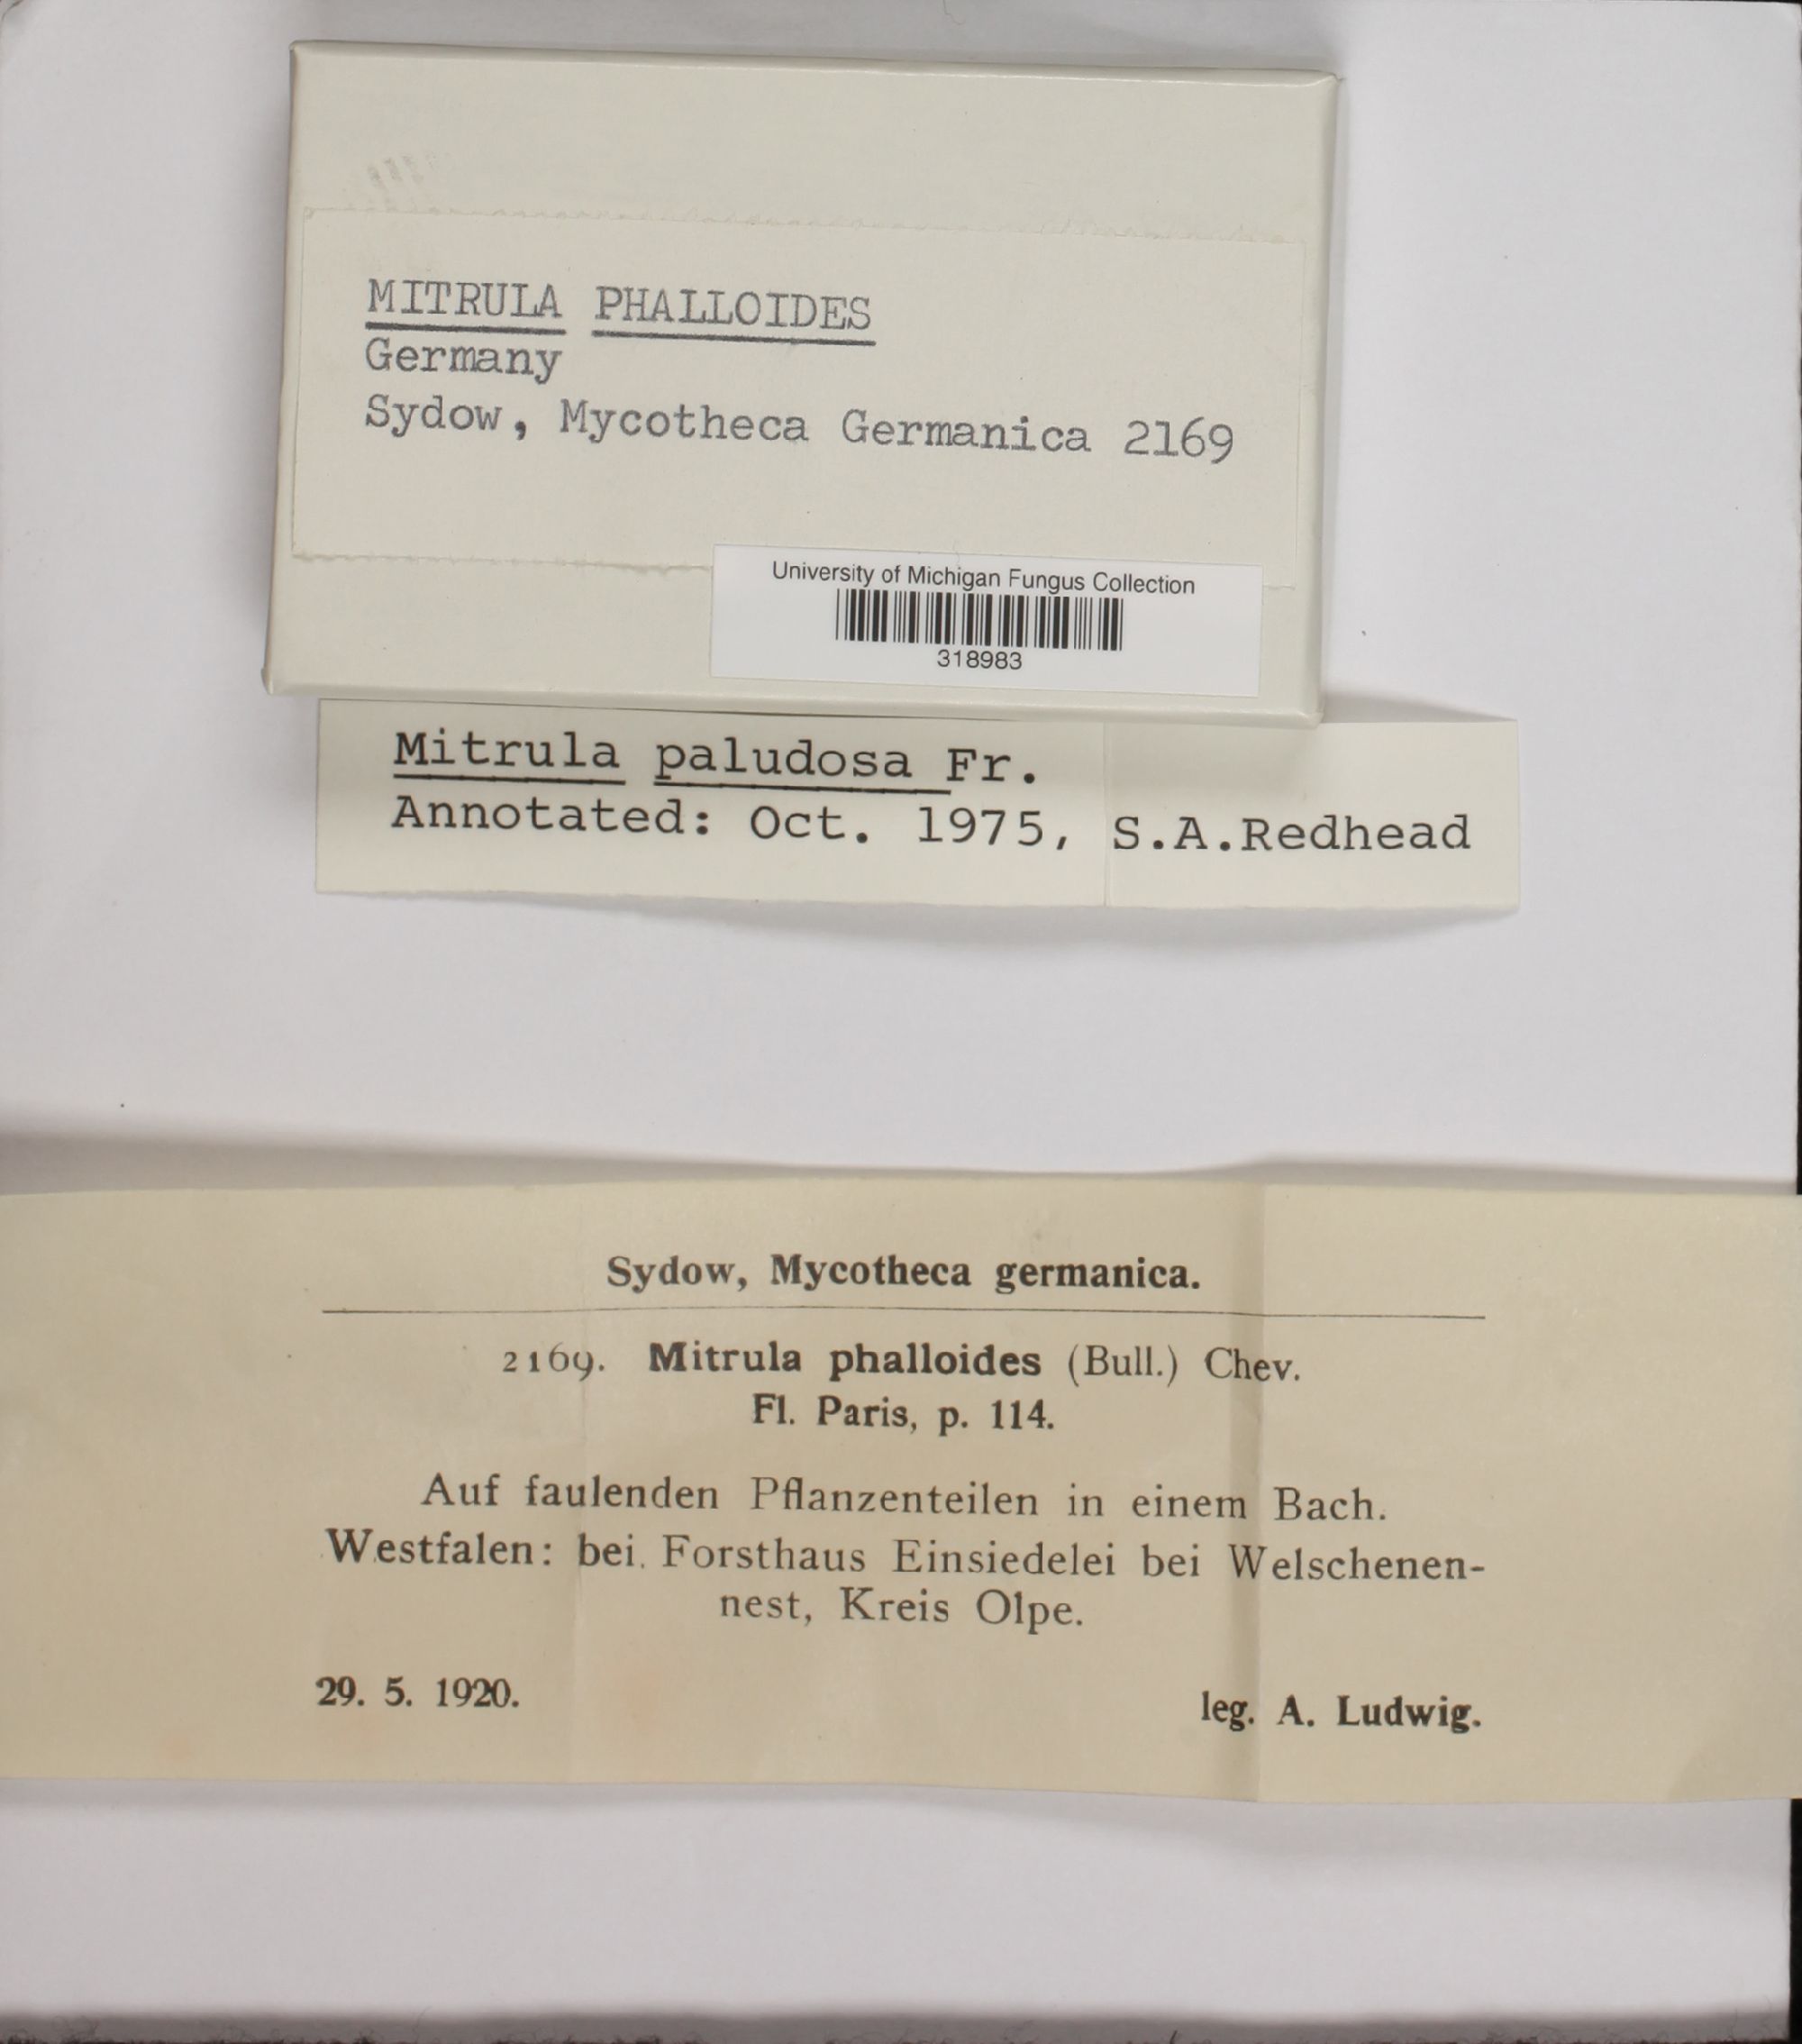 MITRULA PHALLOIDES
Germany
Sydow, Mycotheca Germanica 2169
University of Michigan Fungus Collection
318983
Mitrula paludosa Fr.
Annotated: Oct. 1975, S.A.Redhead
Sydow, Mycotheca germanica.
2169. Mitrula phalloides (Bull.) Chev.
Fl. Paris, p. 114.
Auf faulenden Pflanzenteilen in einem Bach.
Westfalen: bei Forsthaus Einsiedelei bei Welschenen-
nest, Kreis Olpe.
29. 5. 1920.
leg. A. Ludwig.